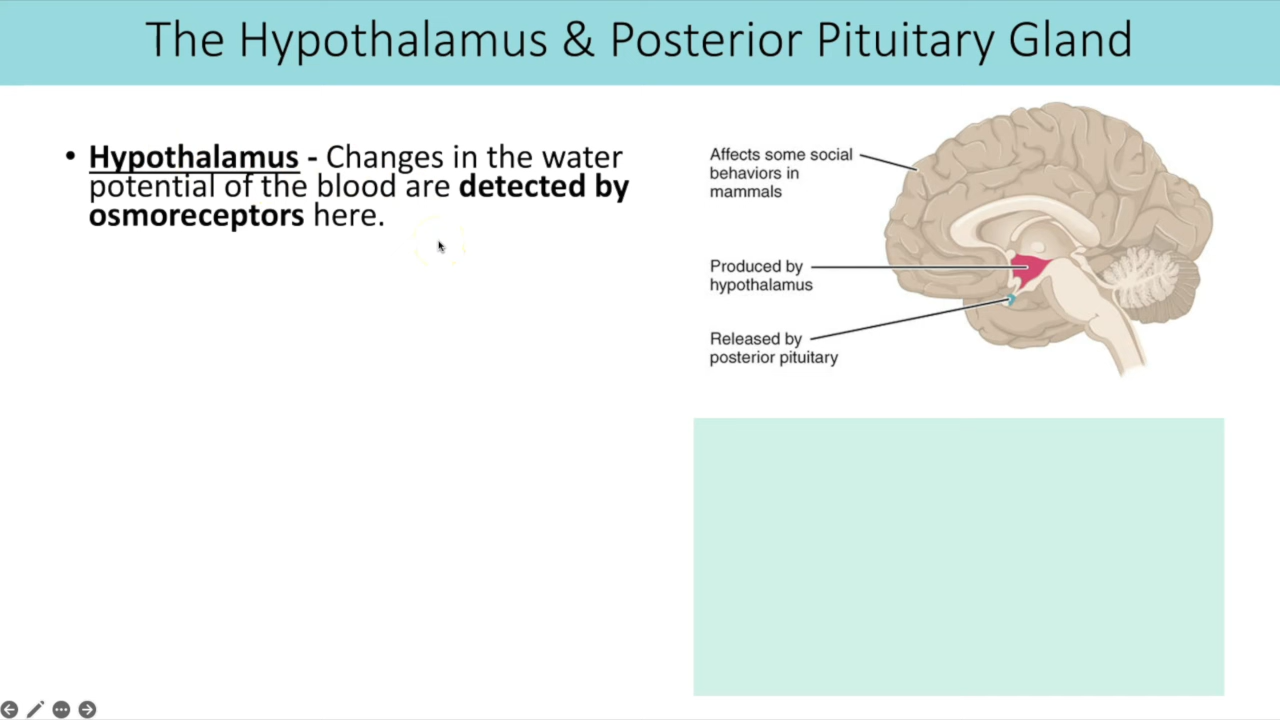 The Hypothalamus & Posterior Pituitary Gland
• Hypothalamus - Changes in the water
potential of the blood are detected by
osmoreceptors here.
Affects some social
behaviors in
mammals
Produced by
hypothalamus
Released by
posterior pituitary